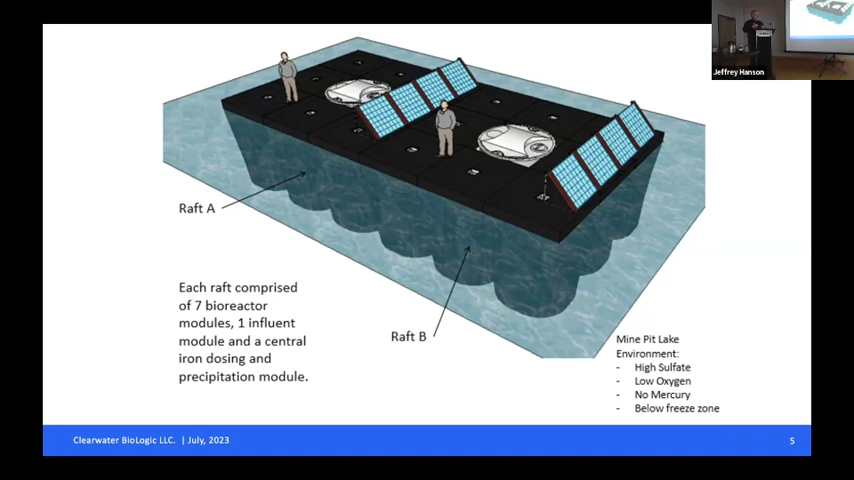 Jeffrey Hanson
Raft A
Each raft comprised
of 7 bioreactor
modules, 1 influent
module and a central
iron dosing and
precipitation module.
Raft B
Mine Pit Lake
Environment:
- High Sulfate
- Low Oxygen
- No Mercury
- Below freeze zone
Clearwater BioLogic LLC. | July, 2023
5